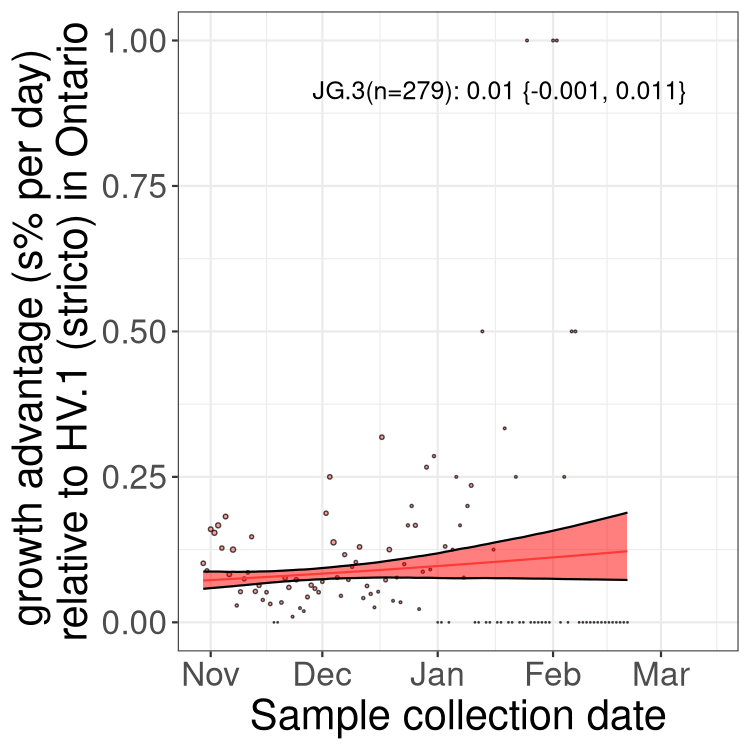 growth advantage (s% per day)
relative to HV.1 (stricto) in Ontario
1.00
0.75
0.50
0.25
0.00
JG.3(n=279): 0.01 {-0.001, 0.011}
Nov Dec Jan Feb Mar
Sample collection date